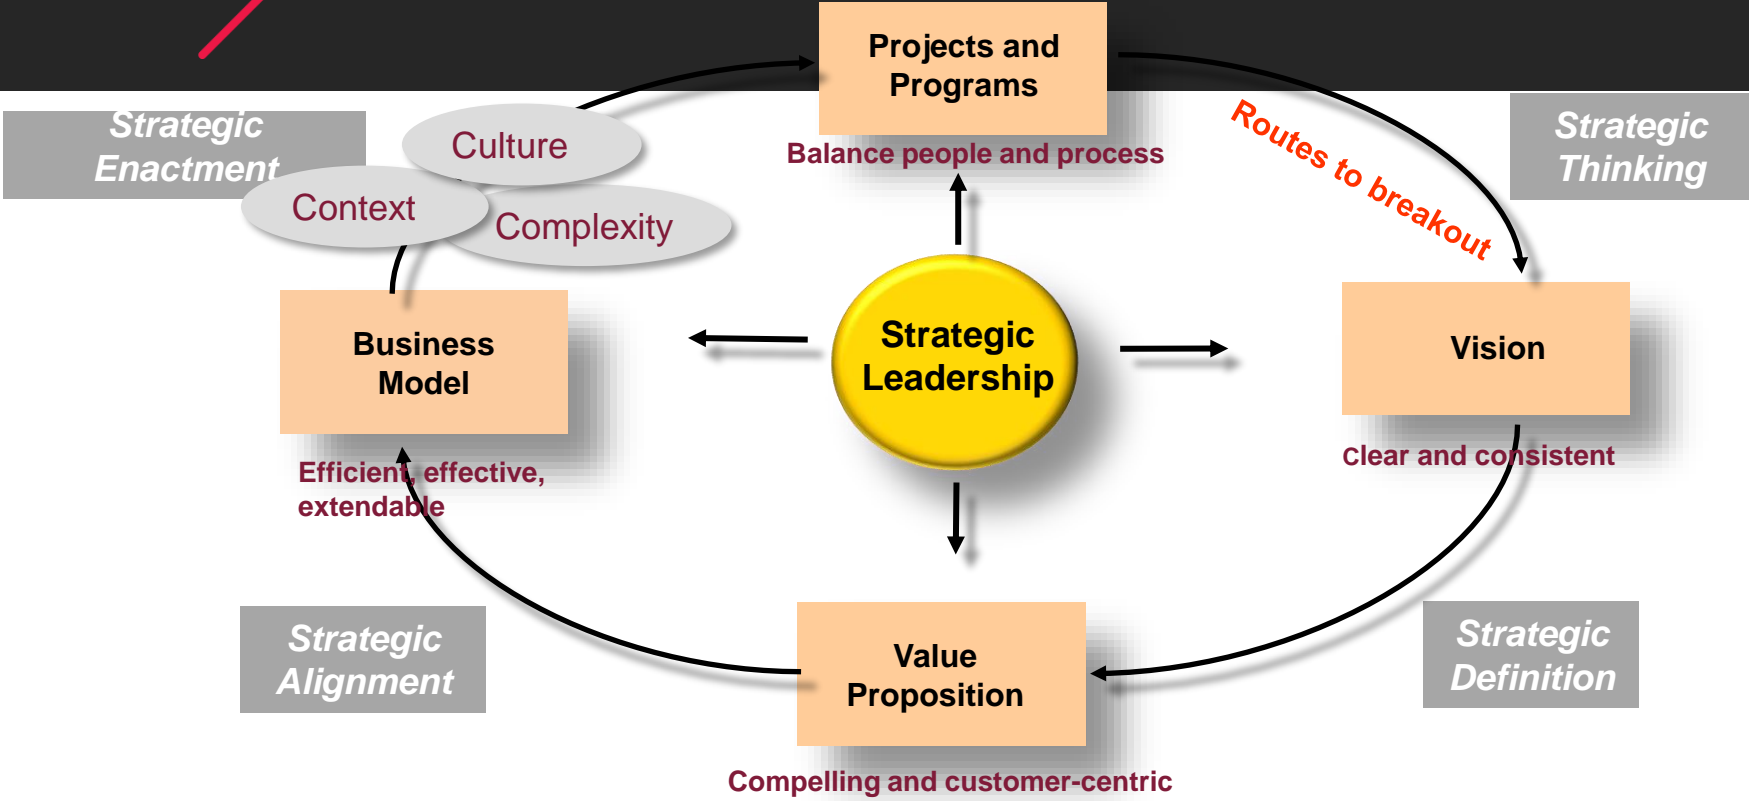 Projects and
Programs
Balance people and process
Strategic
Enactment
Culture
Context
Complexity
Routes to breakout
Strategic
Thinking
Business
Model
Efficient, effective,
extendable
Strategic
Leadership
Vision
Clear and consistent
Strategic
Alignment
Value
Proposition
Compelling and customer-centric
Strategic
Definition